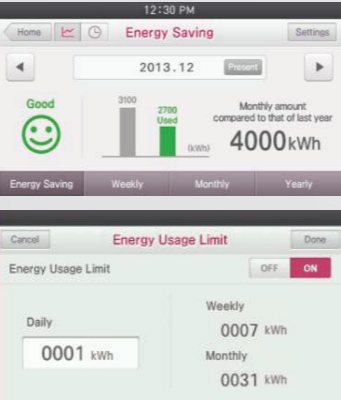 12:30 PM
Home
Energy Saving
Settings
2013.12
Present
Good
3100
2700
Used
(kWh)
Monthly amount
compared to that of last year
4000kWh
Energy Saving
Weekly
Monthly
Yearly
Cancel
Energy Usage Limit
Done
Energy Usage Limit
OFF
ON
Daily
0001 kWh
Weekly
0007 kWh
Monthly
0031 kWh